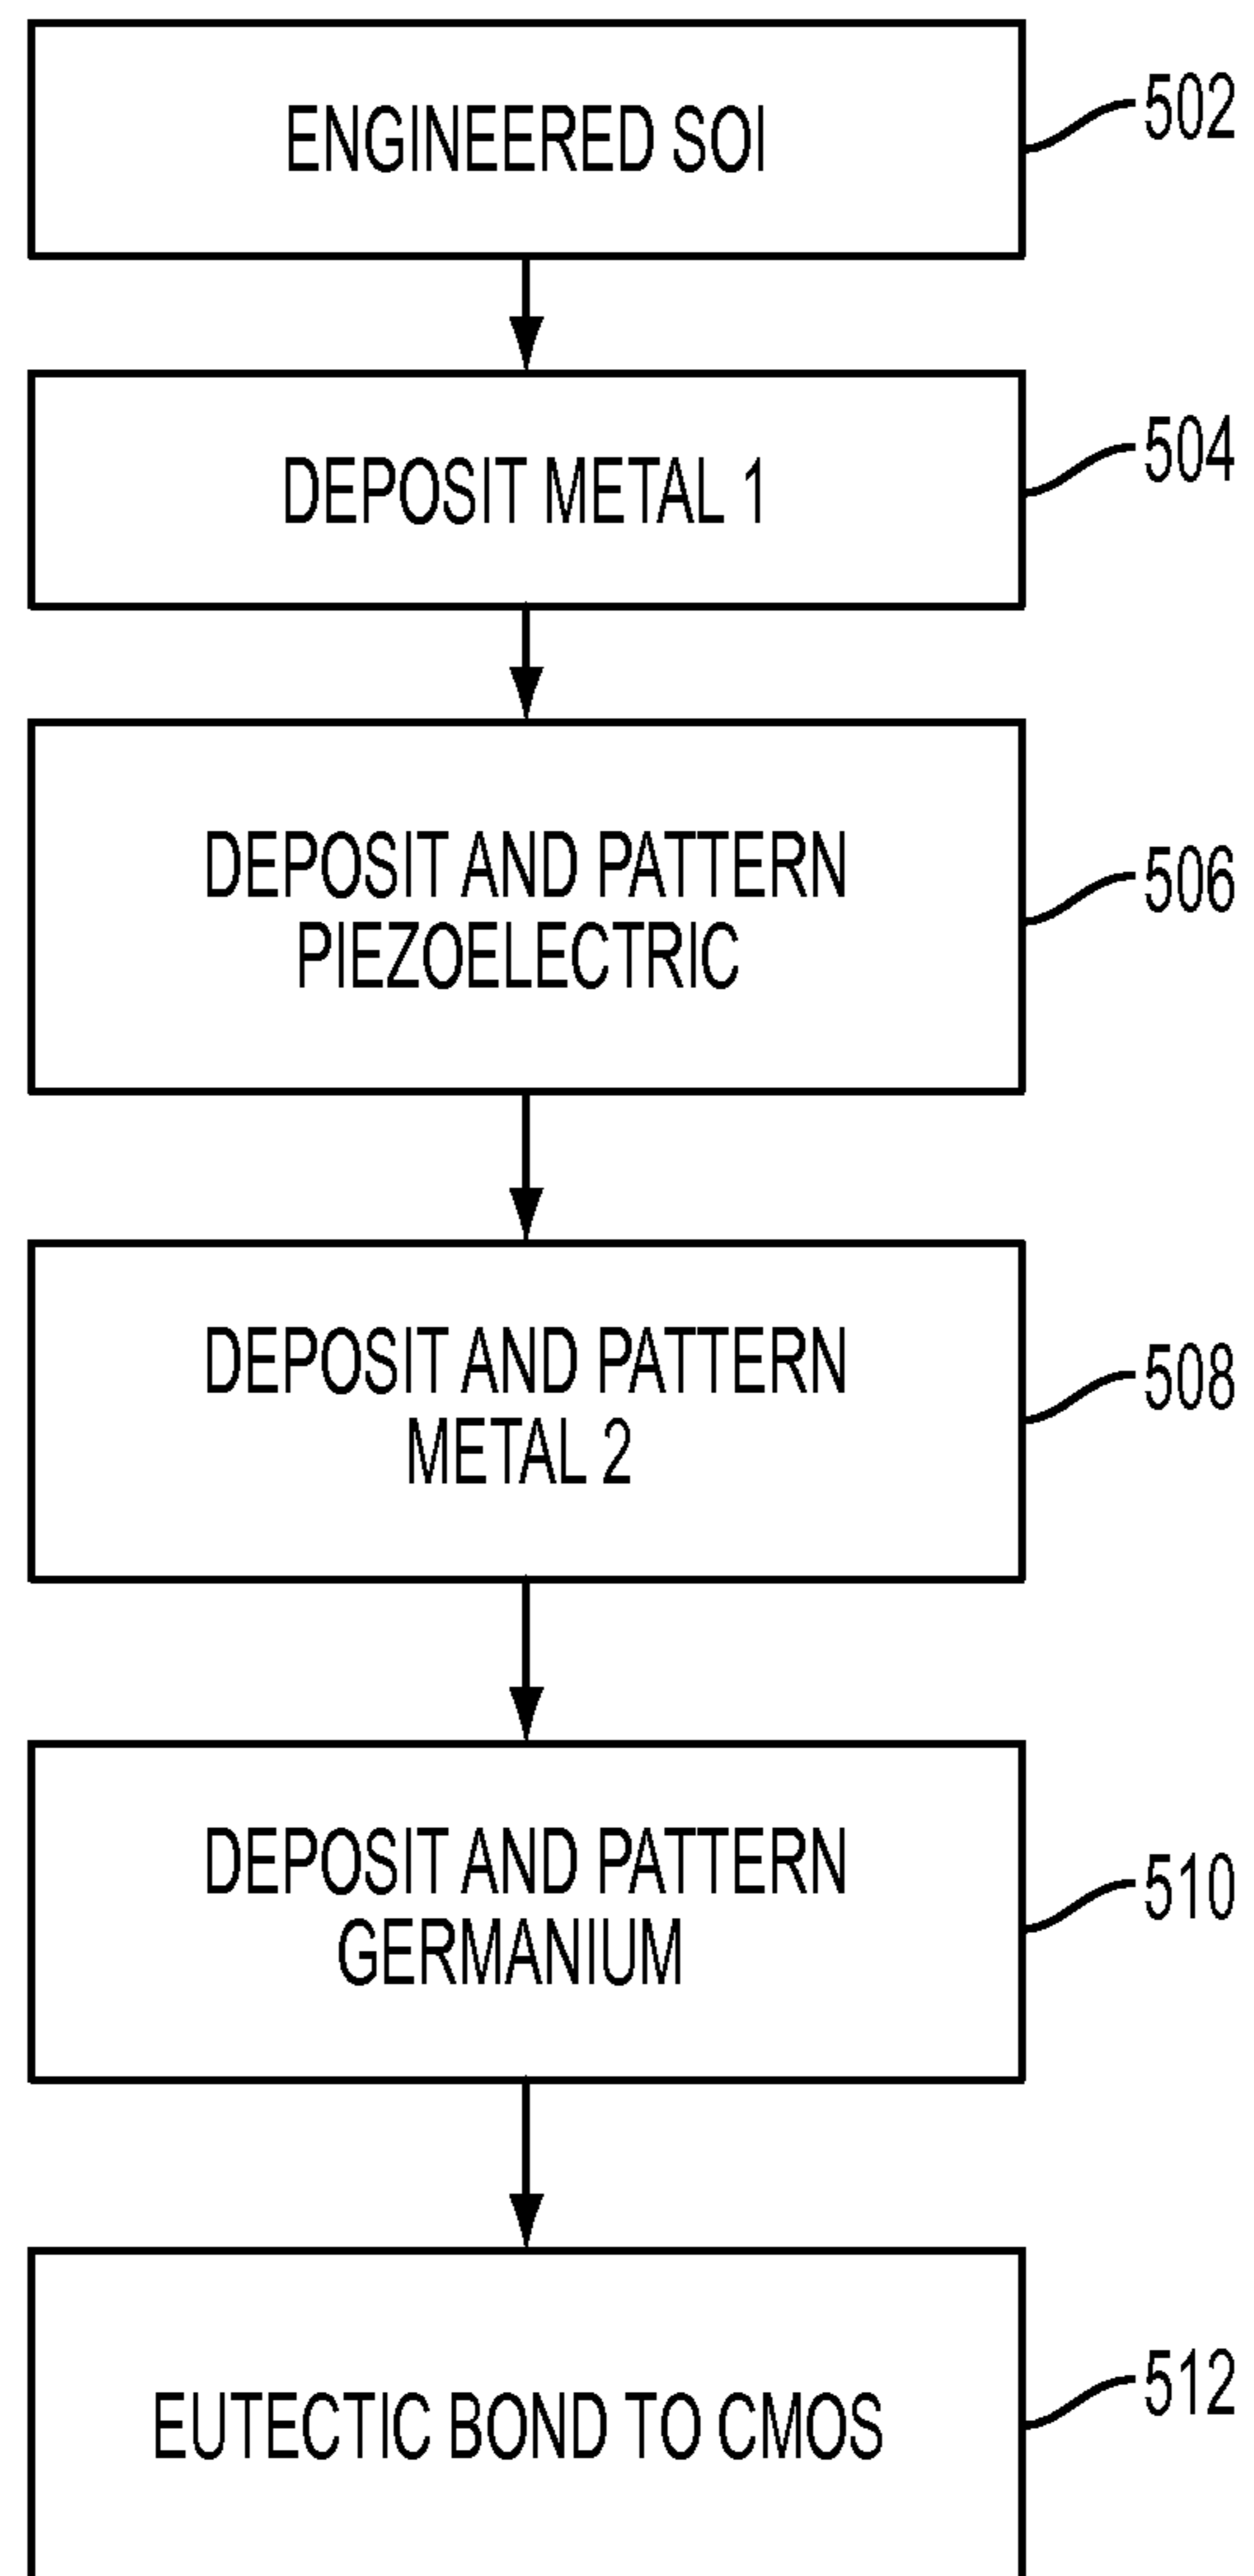 ENGINEERED SOI
502
DEPOSIT METAL 1
504
DEPOSIT AND PATTERN
PIEZOELECTRIC
506
DEPOSIT AND PATTERN
METAL 2
508
DEPOSIT AND PATTERN
GERMANIUM
510
EUTECTIC BOND TO CMOS
512